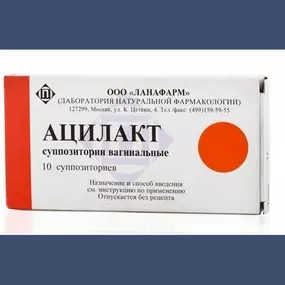 ООО «ЛАНАФАРМ»
(ЛАБОРАТОРИЯ НАТУРАЛЬНОЙ ФАРМАКОЛОГИИ)
127299, Москва, ул. К. Цеткин, 4. Тел./факс: (499)159-59-55
АЦИЛАКТ
суппозитории вагинальные
10 суппозиториев
Назначение и способ введения
см. инструкцию по применению
Отпускается без рецепта